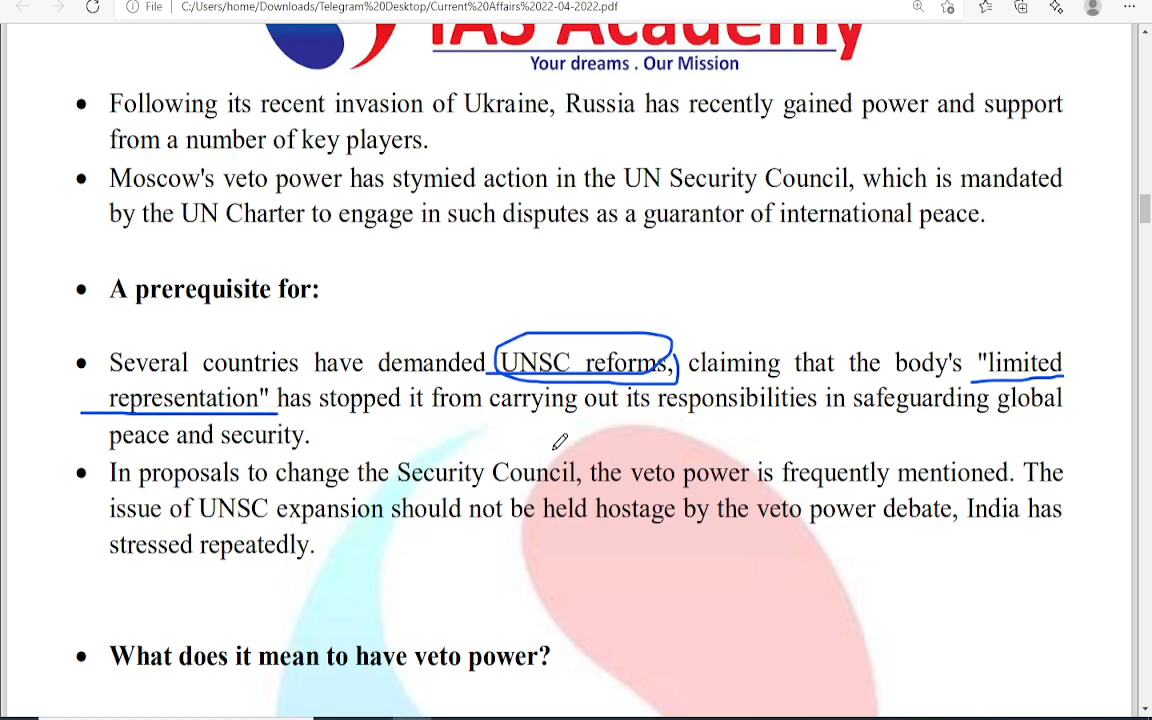 File
C:/Users/home/Downloads/Telegram%20Desktop/Current%20Affairs%2022-04-2022.pdf
IAS Academy
Your dreams . Our Mission
• Following its recent invasion of Ukraine, Russia has recently gained power and support
from a number of key players.
• Moscow's veto power has stymied action in the UN Security Council, which is mandated
by the UN Charter to engage in such disputes as a guarantor of international peace.
• A prerequisite for:
• Several countries have demanded UNSC reforms, claiming that the body's "limited
representation" has stopped it from carrying out its responsibilities in safeguarding global
peace and security.
• In proposals to change the Security Council, the veto power is frequently mentioned. The
issue of UNSC expansion should not be held hostage by the veto power debate, India has
stressed repeatedly.
• What does it mean to have veto power?